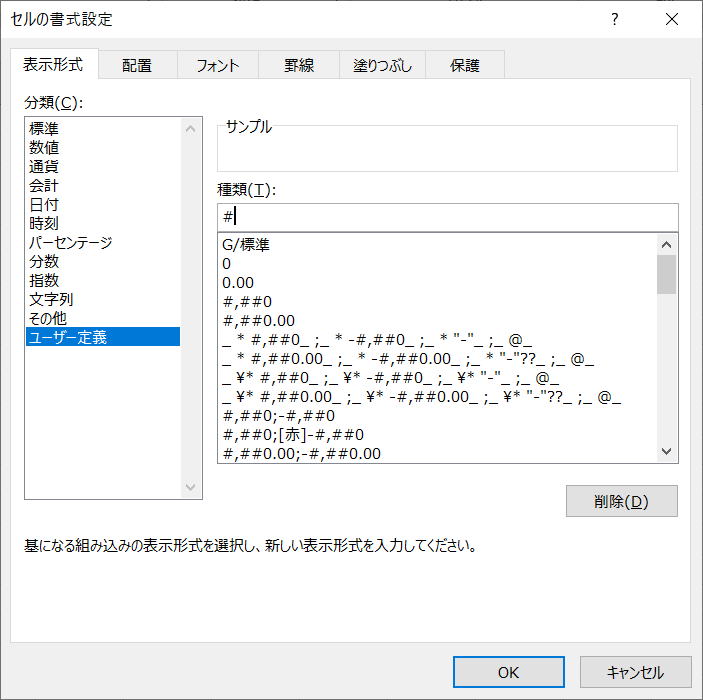 セルの書式設定
?
表示形式 配置 フォント 罫線 塗りつぶし 保護
分類(C):
標準
数値
通貨
会計
日付
時刻
パーセンテージ
分数
指数
文字列
その他
ユーザー定義
サンプル
種類(T):
#
G/標準
0
0.00
#,##0
#,##0.00
_ * #,##0_ ;_ * -#,##0_ ;_ * "-"_ ;_ @_
_ * #,##0.00_ ;_ * -#,##0.00_ ;_ * "-"??_ ;_ @_
_ ¥* #,##0_ ;_ ¥* -#,##0_ ;_ ¥* "-"_ ;_ @_
_ ¥* #,##0.00_ ;_ ¥* -#,##0.00_ ;_ ¥* "-"??_ ;_ @_
#,##0;-#,##0
#,##0;[赤]-#,##0
#,##0.00;-#,##0.00
削除(D)
基になる組み込みの表示形式を選択し、新しい表示形式を入力してください。
OK キャンセル